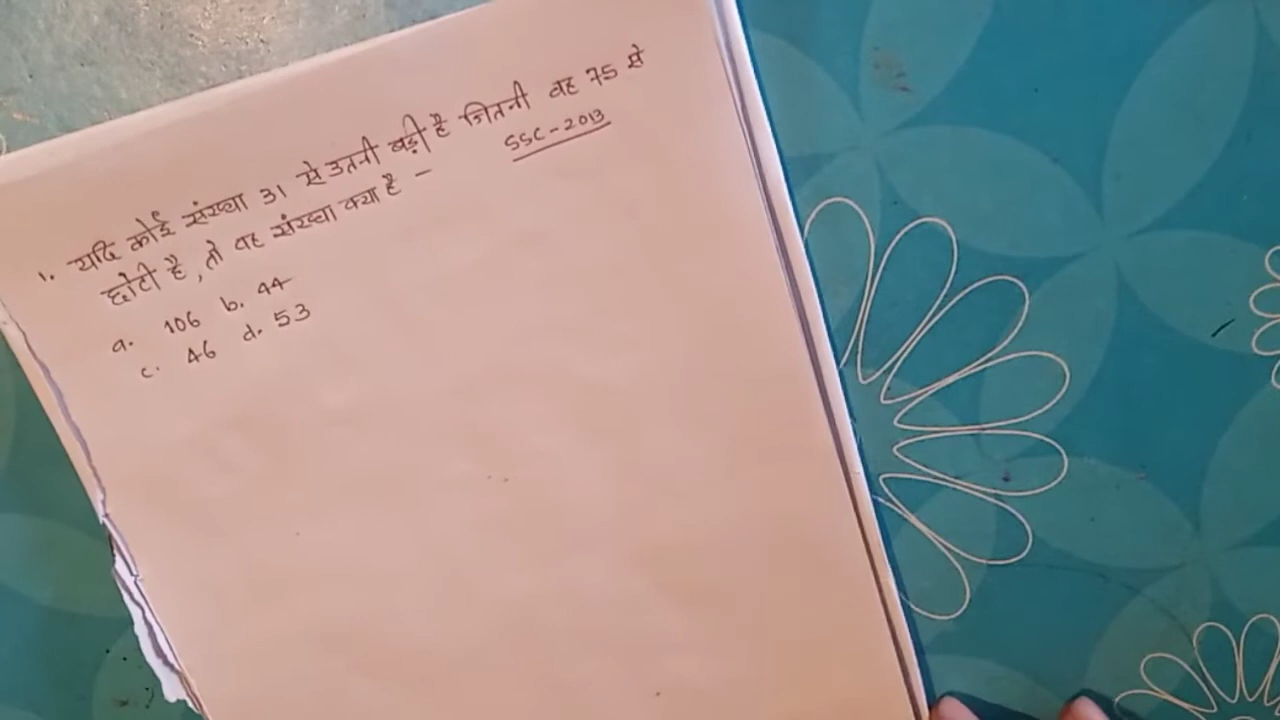 1. यदि कोई संख्या 31 से उतनी बड़ी है जितनी वह 75 से
छोटी है, तो वह संख्या क्या है - SSC-2013
a. 106 b. 44
c. 46 d. 53